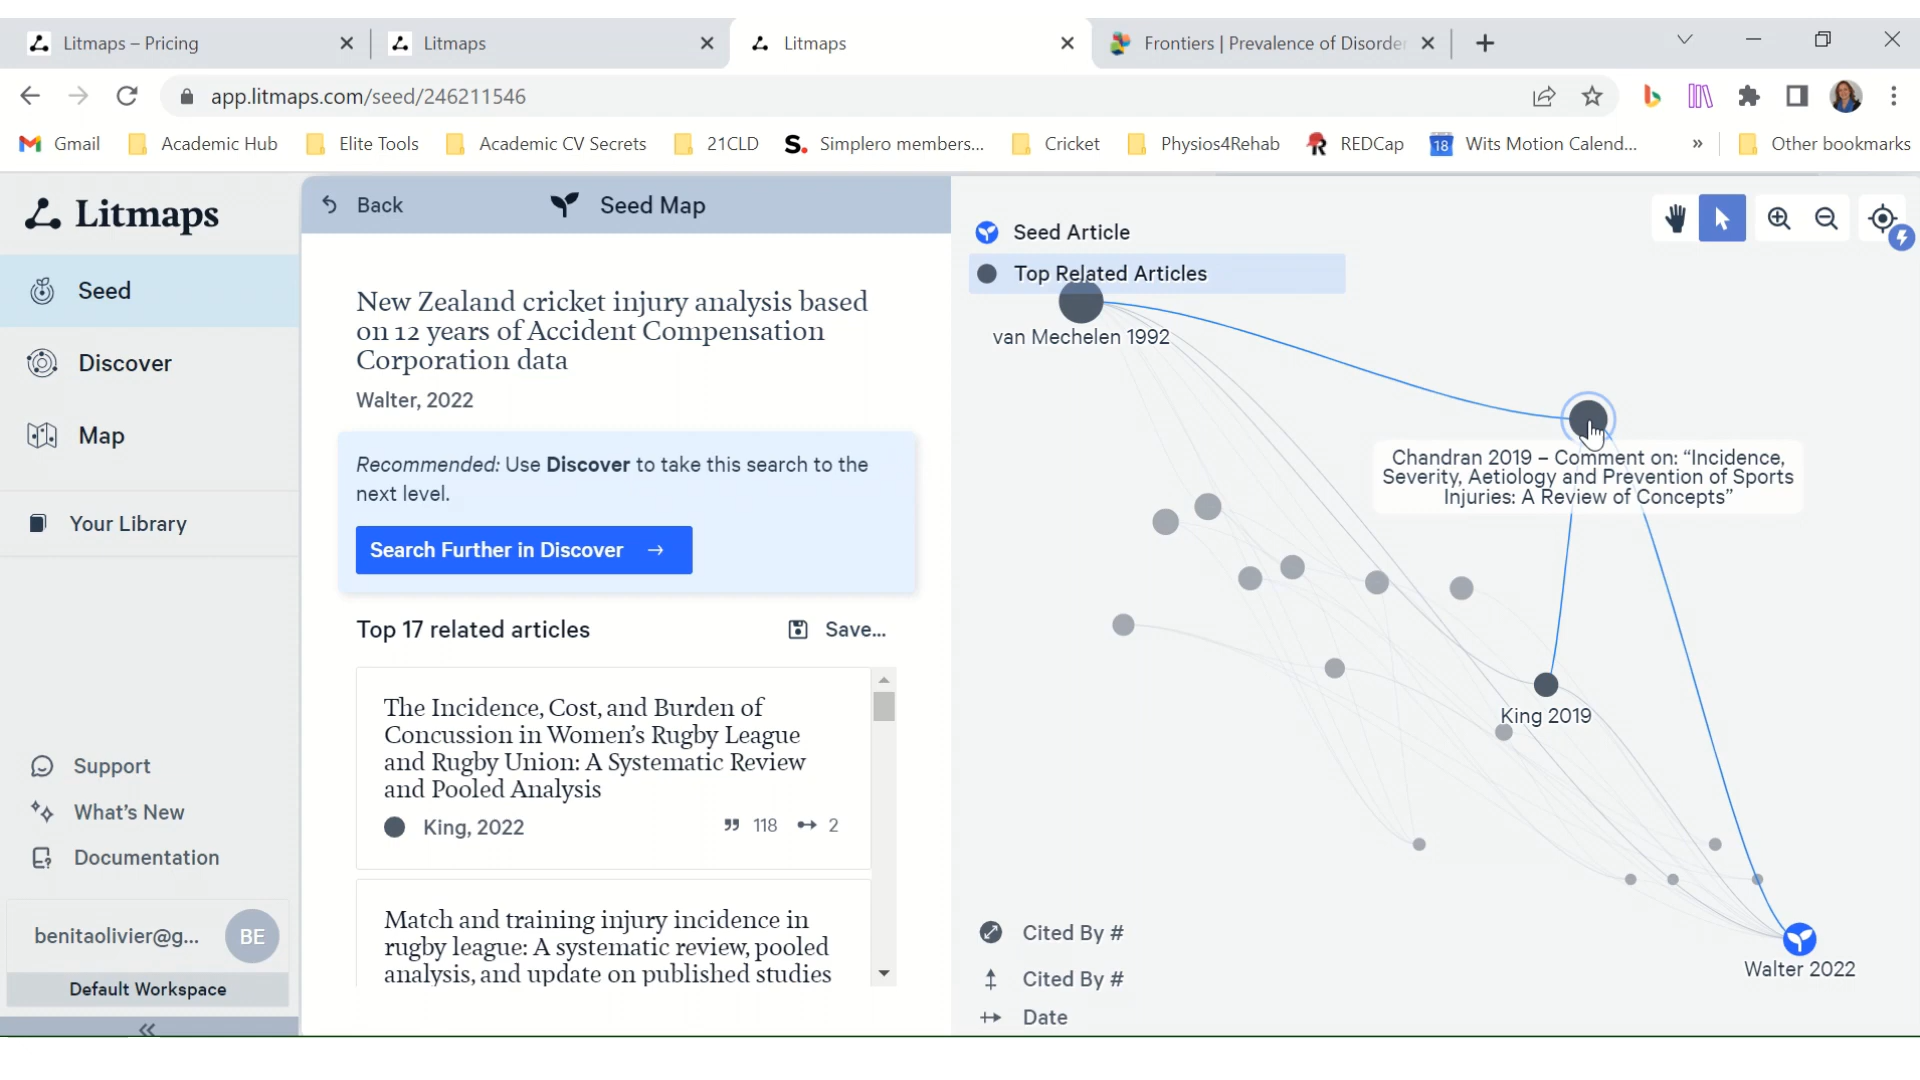 Litmaps – Pricing
Litmaps
Litmaps
Frontiers | Prevalence of Disorde
app.litmaps.com/seed/246211546
Gmail
Academic Hub
Elite Tools
Academic CV Secrets
21CLD
S. Simplero members...
Cricket
Physios4Rehab
REDCap
18 Wits Motion Calend...
»
Other bookmarks
Litmaps
Seed
Discover
Map
Your Library
Support
What's New
Documentation
benitaolivier@g...
BE
Default Workspace
Back
Seed Map
New Zealand cricket injury analysis based
on 12 years of Accident Compensation
Corporation data
Walter, 2022
Recommended: Use Discover to take this search to the
next level.
Search Further in Discover →
Top 17 related articles
Save...
The Incidence, Cost, and Burden of
Concussion in Women's Rugby League
and Rugby Union: A Systematic Review
and Pooled Analysis
King, 2022
118
2
Match and training injury incidence in
rugby league: A systematic review, pooled
analysis, and update on published studies
Seed Article
Top Related Articles
van Mechelen 1992
Chandran 2019 – Comment on: “Incidence,
Severity, Aetiology and Prevention of Sports
Injuries: A Review of Concepts”
King 2019
Walter 2022
Cited By #
Cited By #
Date